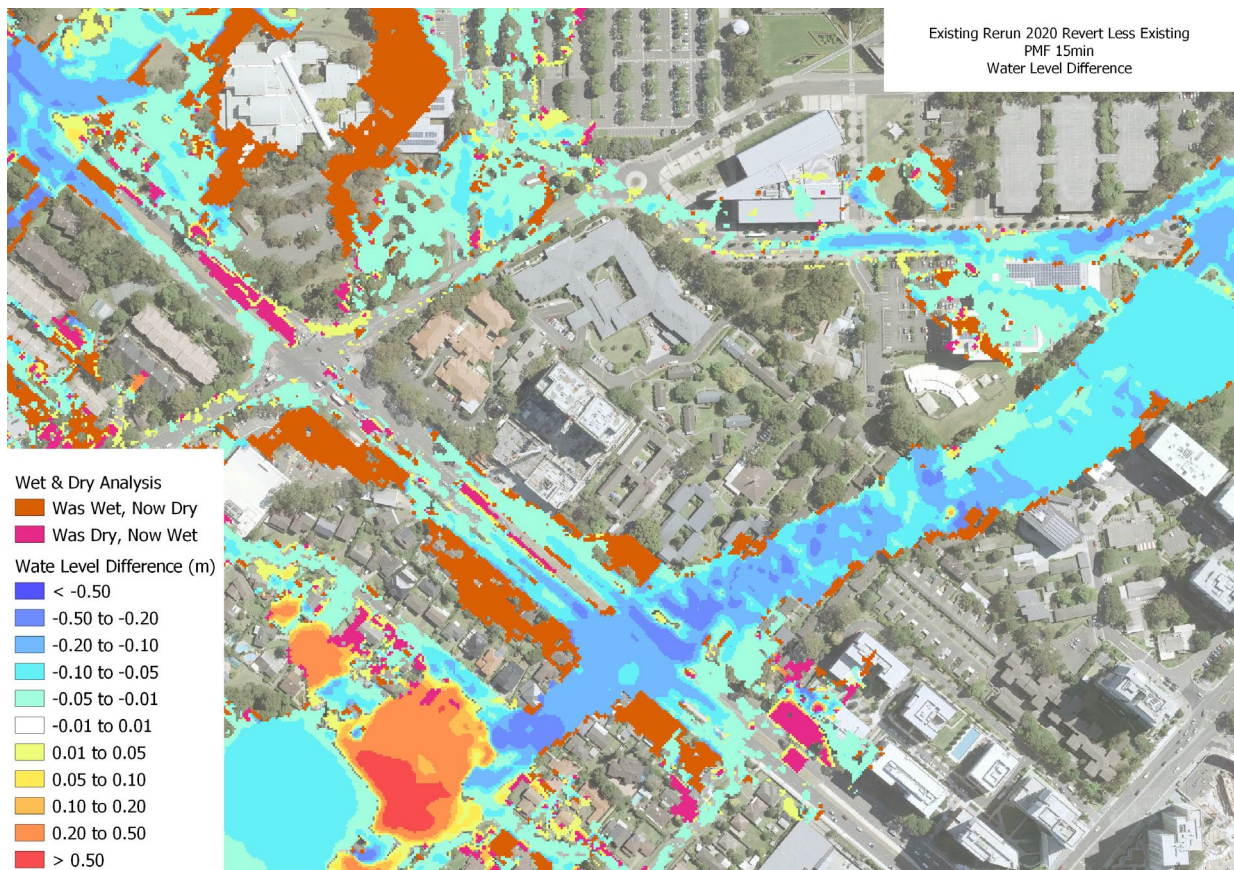 Existing Rerun 2020 Revert Less Existing
PMF 15min
Water Level Difference
Wet & Dry Analysis
Was Wet, Now Dry
Was Dry, Now Wet
Wate Level Difference (m)
< -0.50
-0.50 to -0.20
-0.20 to -0.10
-0.10 to -0.05
-0.05 to -0.01
-0.01 to 0.01
0.01 to 0.05
0.05 to 0.10
0.10 to 0.20
0.20 to 0.50
> 0.50